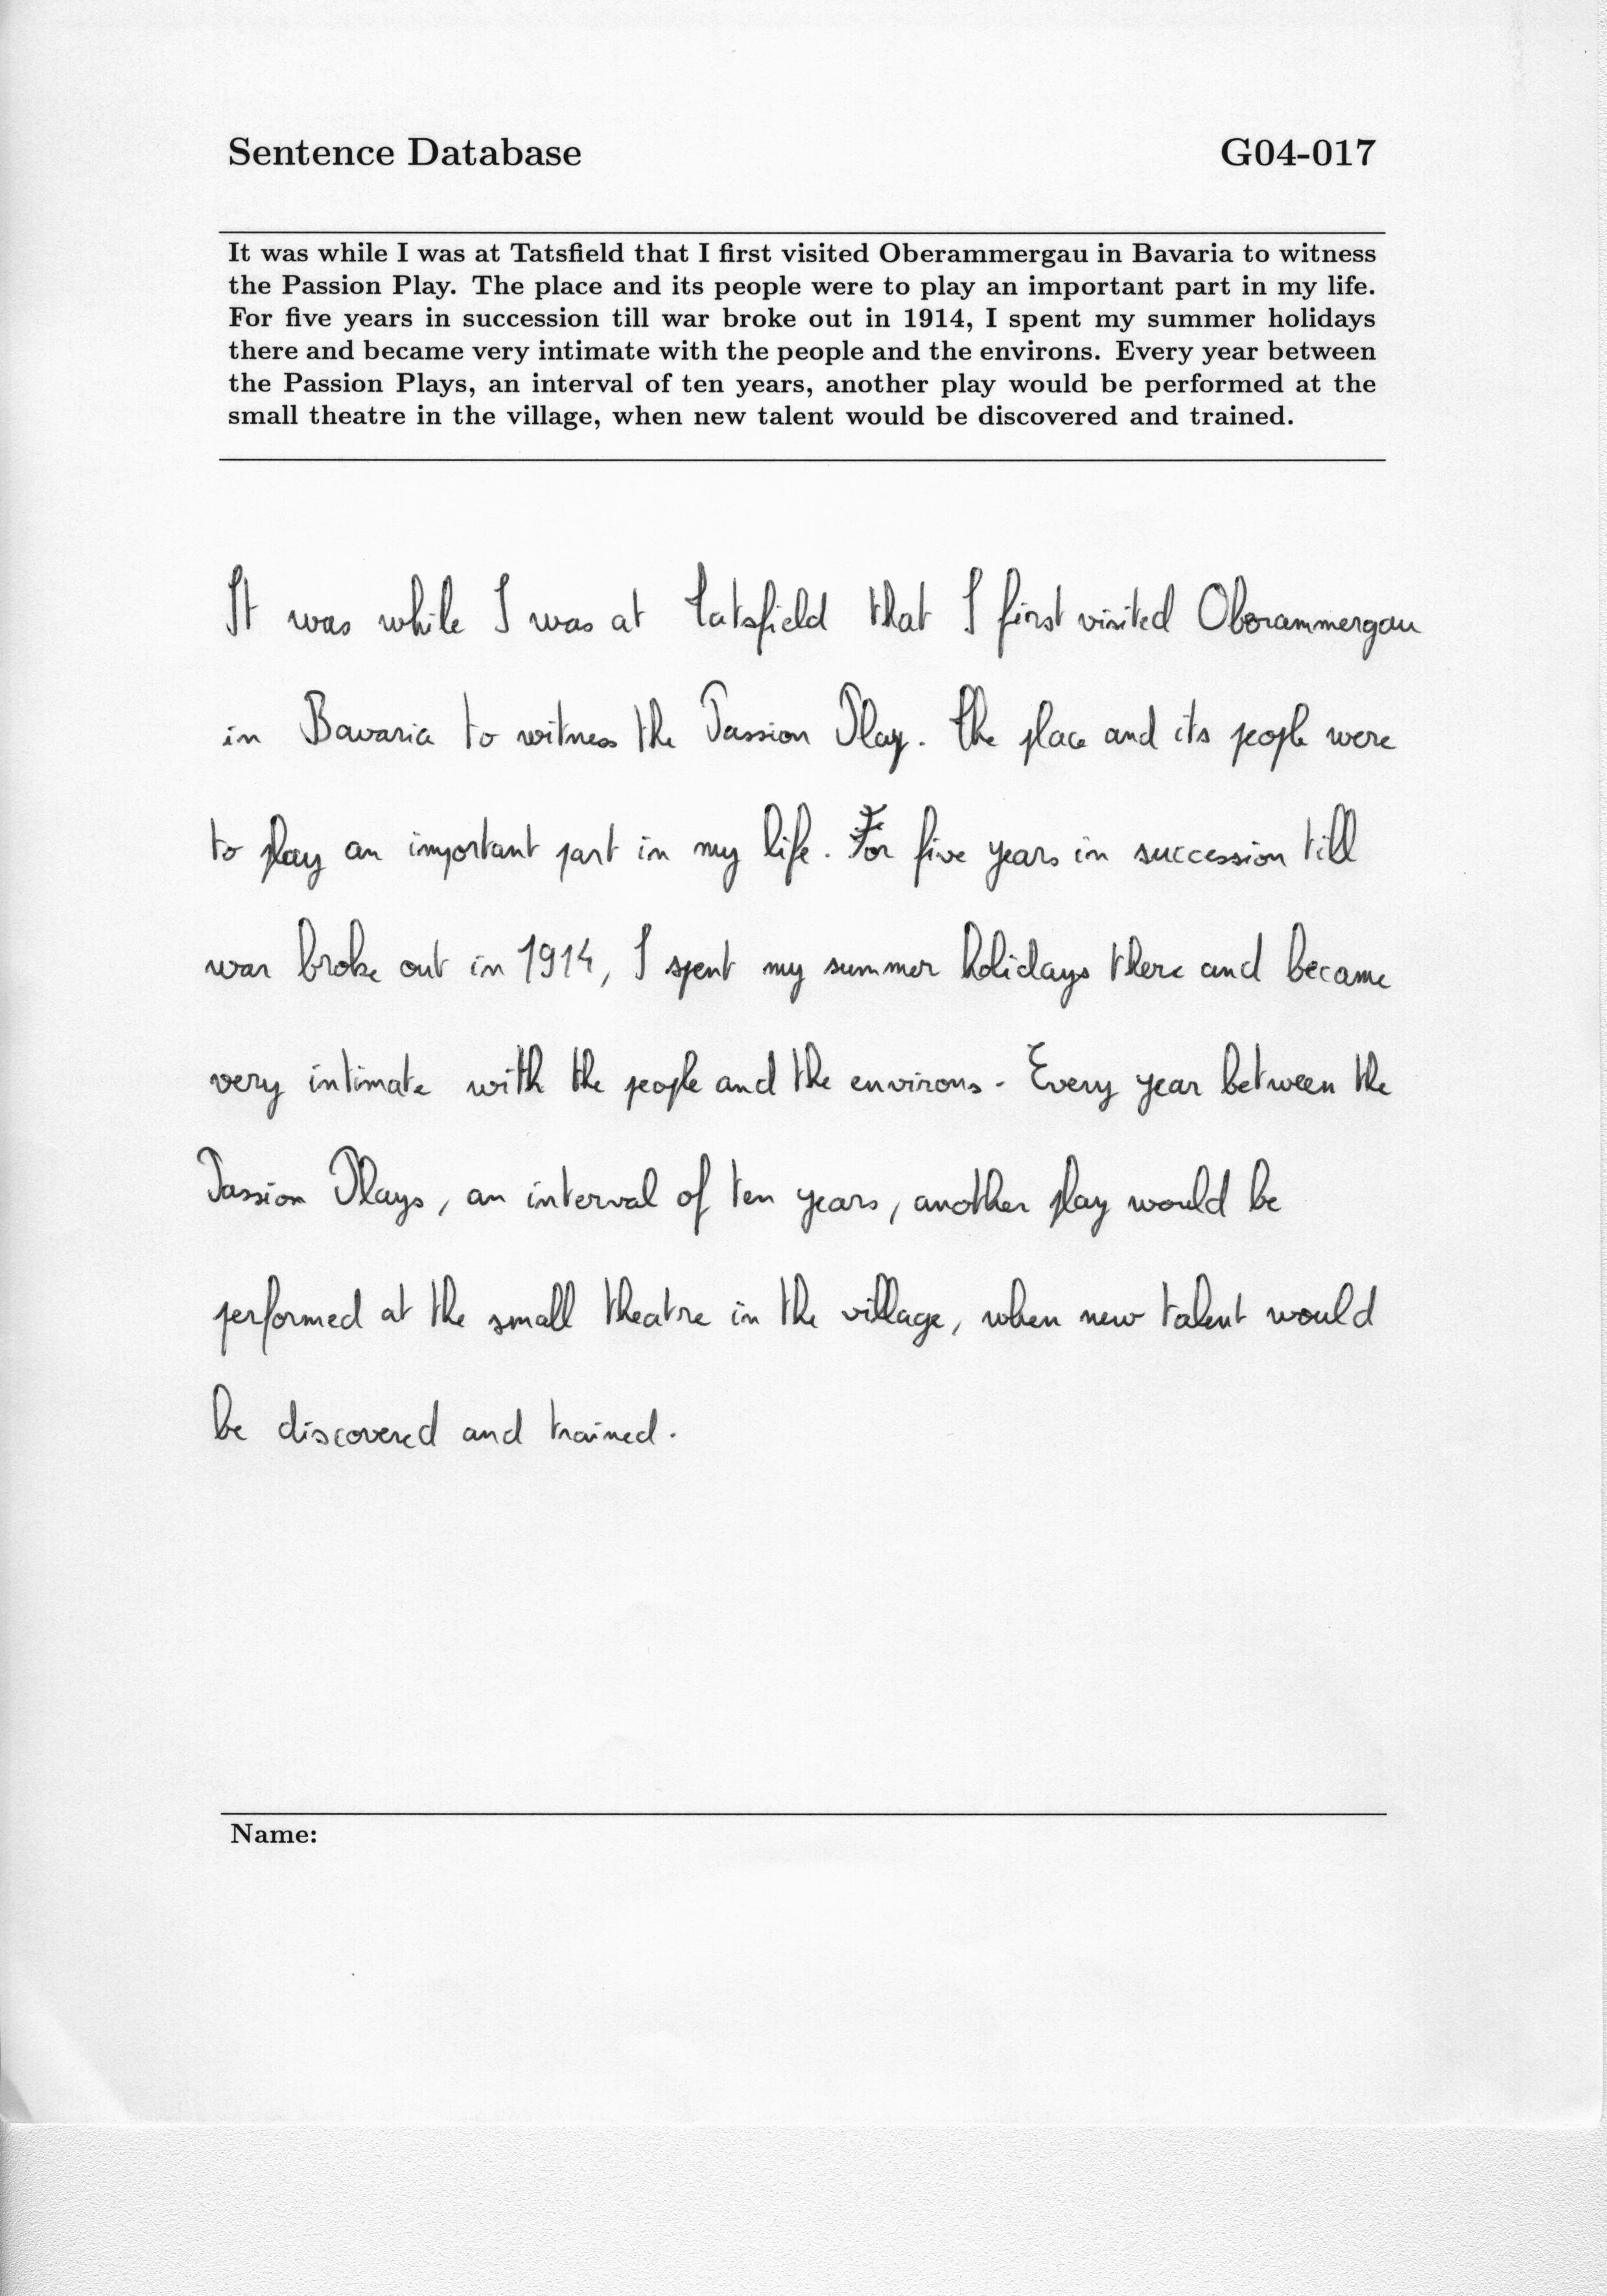 Sentence Database G04-017
It was while I was at Tatsfield that I first visited Oberammergau in Bavaria to witness
the Passion Play. The place and its people were to play an important part in my life.
For five years in succession till war broke out in 1914, I spent my summer holidays
there and became very intimate with the people and the environs. Every year between
the Passion Plays, an interval of ten years, another play would be performed at the
small theatre in the village, when new talent would be discovered and trained.
It was while I was at Tatsfield that I first visited Oberammergau
in Bavaria to witness the Passion Play. The place and its people were
to play an important part in my life. For five years in succession till
war broke out in 1914, I spent my summer holidays there and became
very intimate with the people and the environs. Every year between the
Passion Plays, an interval of ten years, another play would be
performed at the small theatre in the village, when new talent would
be discovered and trained.
Name: